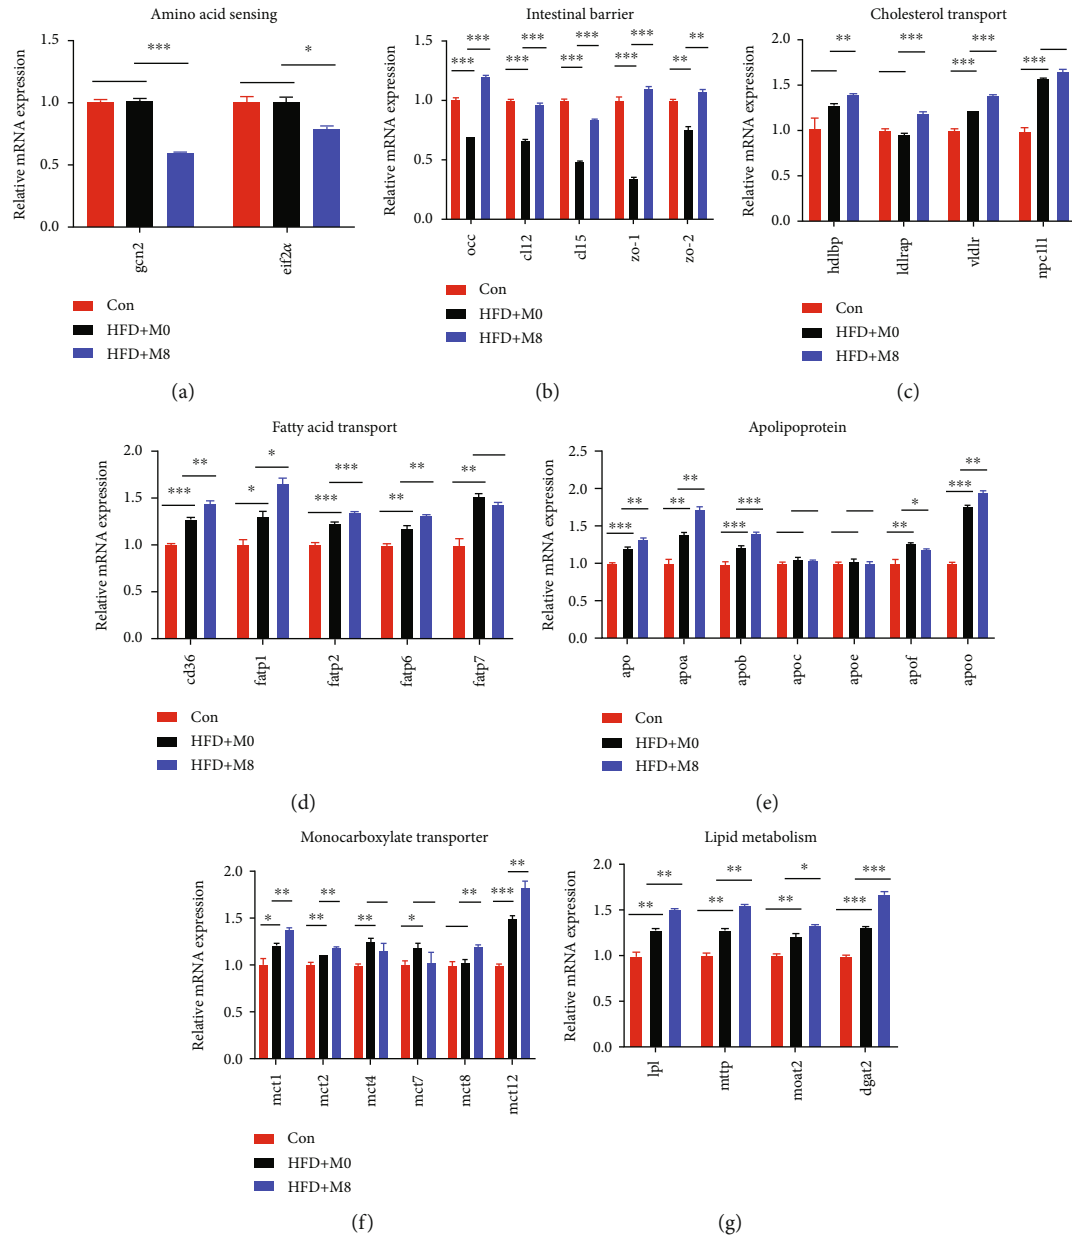 Amino acid sensing
Relative mRNA expression
1.5
1.0
0.5
0.0
***
*
gcn2
eif2α
Con
HFD+M0
HFD+M8
(a)
Intestinal barrier
Relative mRNA expression
1.5
1.0
0.5
0.0
*** *** *** *** **
*** *** *** *** **
occ
cl12
cl15
zo-1
zo-2
Con
HFD+M0
HFD+M8
(b)
Cholesterol transport
Relative mRNA expression
2.0
1.5
1.0
0.5
0.0
** *** ***
*** ***
hdlbp
ldlrap
vldlr
npc1l1
Con
HFD+M0
HFD+M8
(c)
Fatty acid transport
Relative mRNA expression
2.0
1.5
1.0
0.5
0.0
** * *** **
*** * *** ** **
cd36
fatp1
fatp2
fatp6
fatp7
Con
HFD+M0
HFD+M8
(d)
Apolipoprotein
Relative mRNA expression
2.5
2.0
1.5
1.0
0.5
0.0
** ** *** * **
*** ** *** ** ***
apo
apoa
apob
apoc
apoe
apof
apoo
Con
HFD+M0
HFD+M8
(e)
Monocarboxylate transporter
Relative mRNA expression
2.0
1.5
1.0
0.5
0.0
** ** ** **
* ** ** * ***
mct1
mct2
mct4
mct7
mct8
mct12
Con
HFD+M0
HFD+M8
(f)
Lipid metabolism
Relative mRNA expression
2.0
1.5
1.0
0.5
0.0
** ** * ***
** ** ** ***
lpl
mttp
moat2
dgat2
(g)